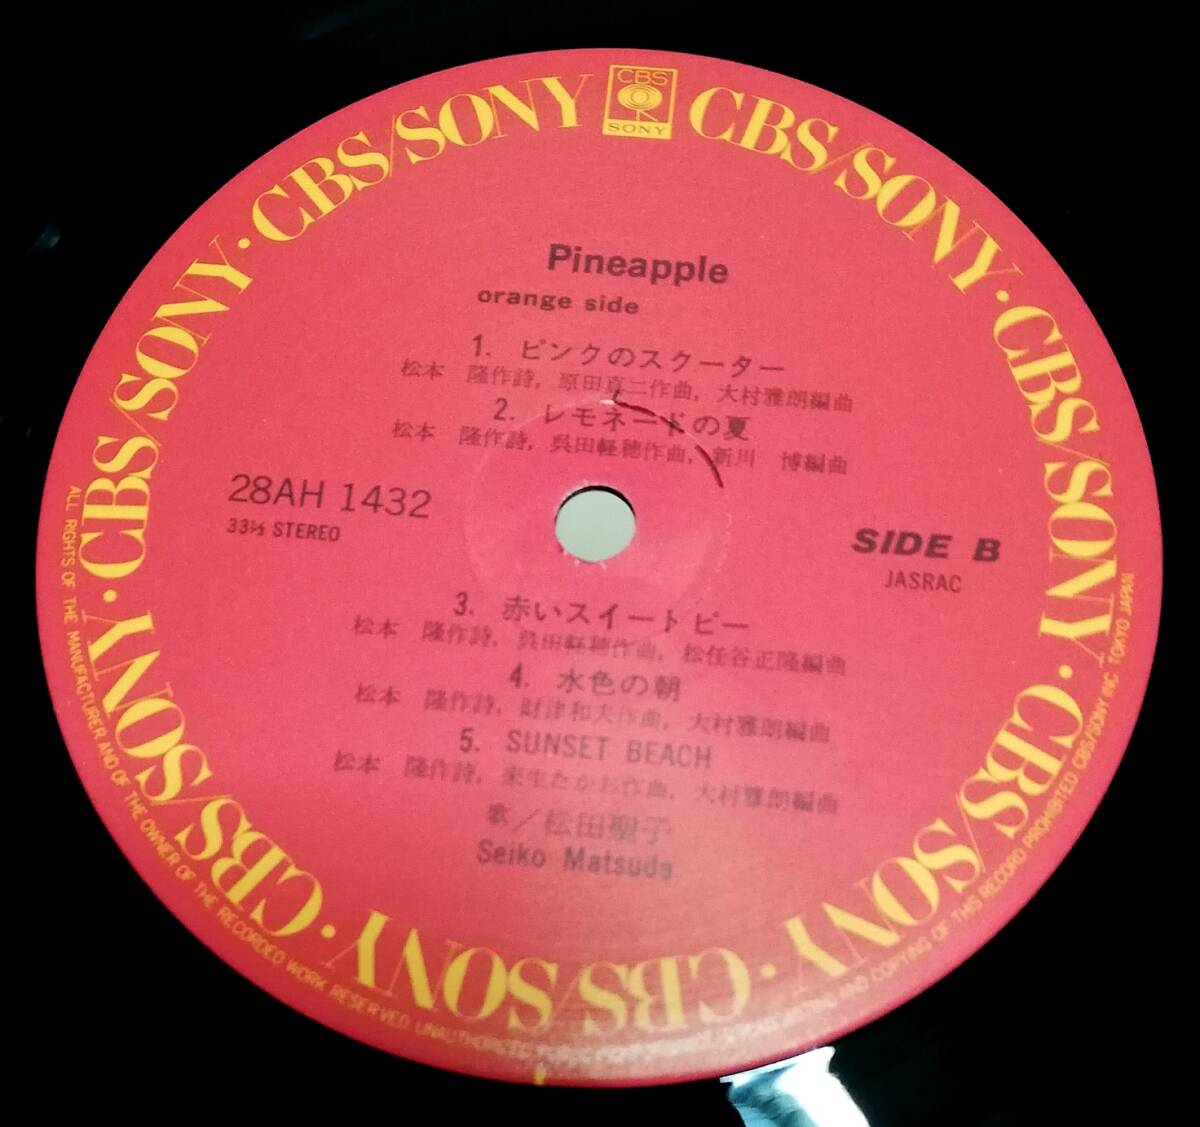 CBS/SONY · CBS/SONY · CBS/SONY · CBS/SONY · CBS/SONY · CBS/SONY · CBS/SONY · CBS/SONY · CBS/SONY
CBS
SONY
Pineapple
orange side
1. ピンクのスクーター
松本 隆作詩, 原田真二作曲, 大村雅朗編曲
2. レモネードの夏
松本 隆作詩, 呉田軽穂作曲, 新川 博編曲
28AH 1432
33⅓ STEREO
SIDE B
JASRAC
3. 赤いスイートピー
松本 隆作詩, 呉田軽穂作曲, 松任谷正隆編曲
4. 水色の朝
松本 隆作詩, 財津和夫作曲, 大村雅朗編曲
5. SUNSET BEACH
松本 隆作詩, 来生たかお作曲, 大村雅朗編曲
歌/松田聖子
Seiko Matsuda
ALL RIGHTS OF THE MANUFACTURER AND OF THE OWNER OF THE RECORDED WORK RESERVED. UNAUTHORIZED PUBLIC AND COPYING OF THIS RECORD PROHIBITED CBS/SONY INC. TOKYO JAPAN